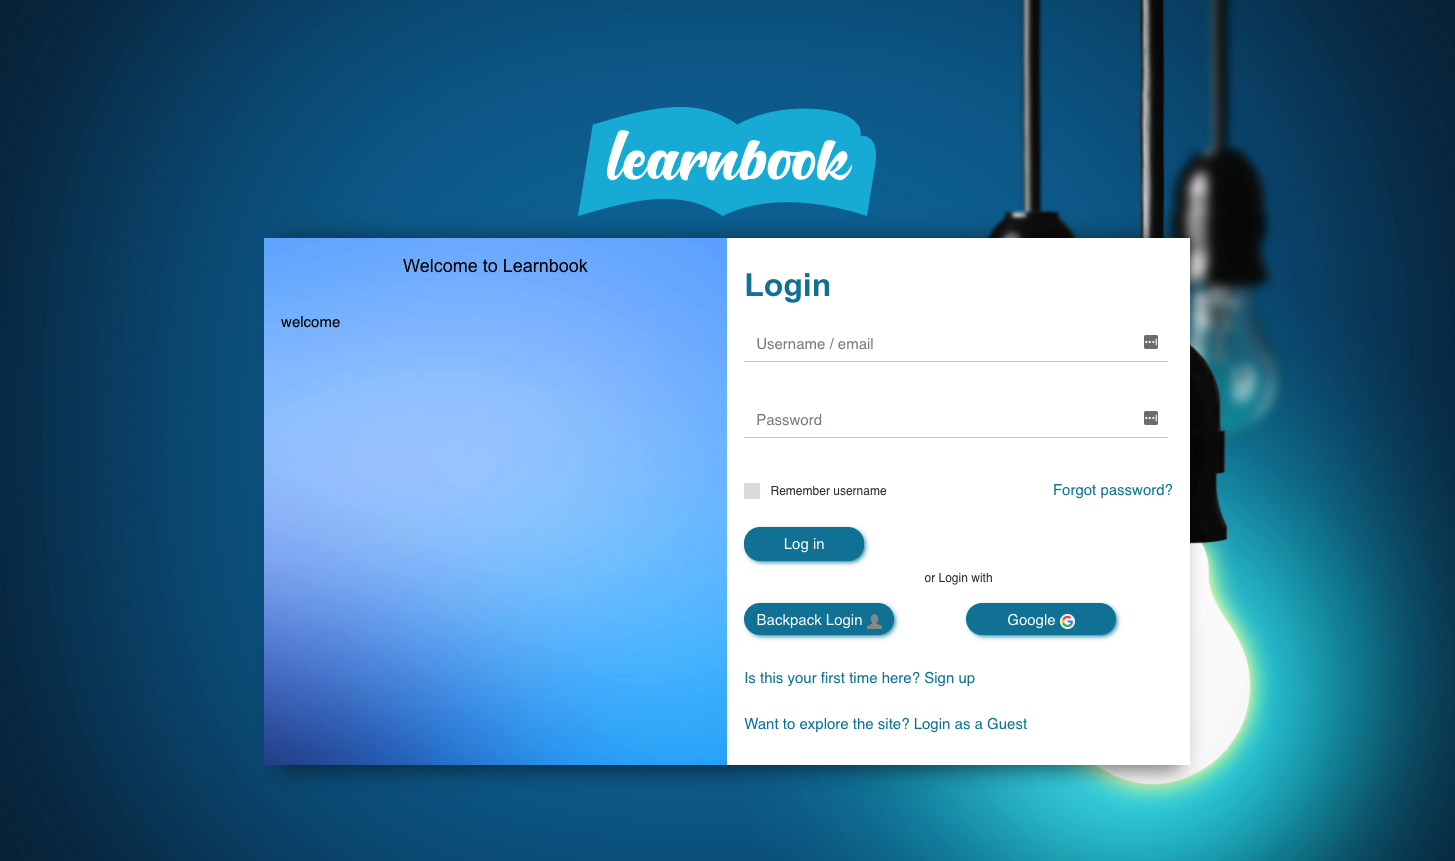 learnbook
Welcome to Learnbook
welcome
Login
Username / email
Password
Remember username
Forgot password?
Log in
or Login with
Backpack Login
Google
Is this your first time here? Sign up
Want to explore the site? Login as a Guest